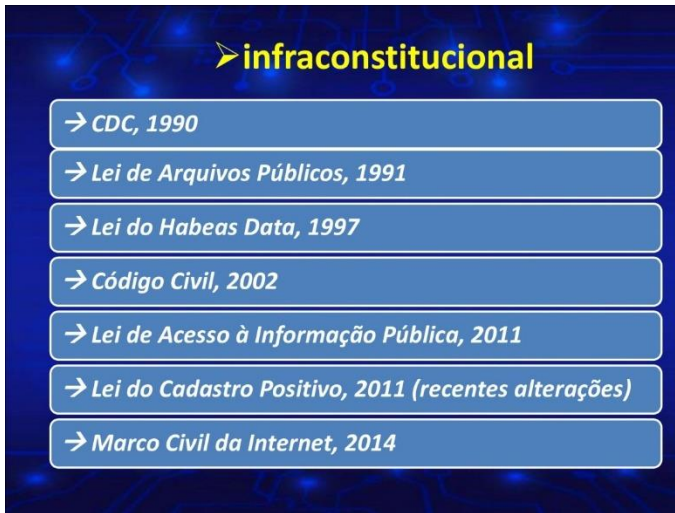 ➢infraconstitucional
→ CDC, 1990
→ Lei de Arquivos Públicos, 1991
→ Lei do Habeas Data, 1997
→ Código Civil, 2002
→ Lei de Acesso à Informação Pública, 2011
→ Lei do Cadastro Positivo, 2011 (recentes alterações)
→ Marco Civil da Internet, 2014